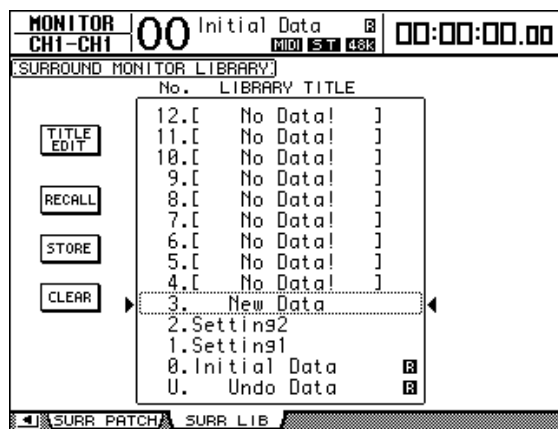 MONITOR
CH1-CH1
00 Initial Data R
MIDI ST 48K
00:00:00.00
SURROUND MONITOR LIBRARY
No. LIBRARY TITLE
TITLE EDIT
RECALL
STORE
CLEAR
12.[ No Data! ]
11.[ No Data! ]
10.[ No Data! ]
9.[ No Data! ]
8.[ No Data! ]
7.[ No Data! ]
6.[ No Data! ]
5.[ No Data! ]
4.[ No Data! ]
3. New Data
2.Setting2
1.Setting1
0.Initial Data R
U. Undo Data R
SURR PATCH
SURR LIB